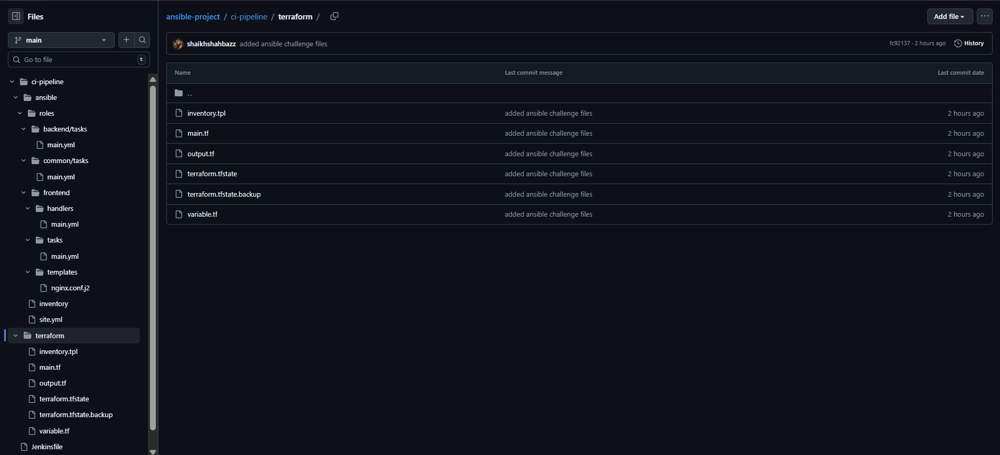 Files
main
Go to file
t
ci-pipeline
ansible
roles
backend/tasks
main.yml
common/tasks
main.yml
frontend
handlers
main.yml
tasks
main.yml
templates
nginx.conf.j2
inventory
site.yml
terraform
inventory.tpl
main.tf
output.tf
terraform.tfstate
terraform.tfstate.backup
variable.tf
Jenkinsfile
ansible-project / ci-pipeline / terraform /
Add file
shaikhshahbazz added ansible challenge files fc92137 · 2 hours ago History
Name Last commit message Last commit date
..
inventory.tpl added ansible challenge files 2 hours ago
main.tf added ansible challenge files 2 hours ago
output.tf added ansible challenge files 2 hours ago
terraform.tfstate added ansible challenge files 2 hours ago
terraform.tfstate.backup added ansible challenge files 2 hours ago
variable.tf added ansible challenge files 2 hours ago